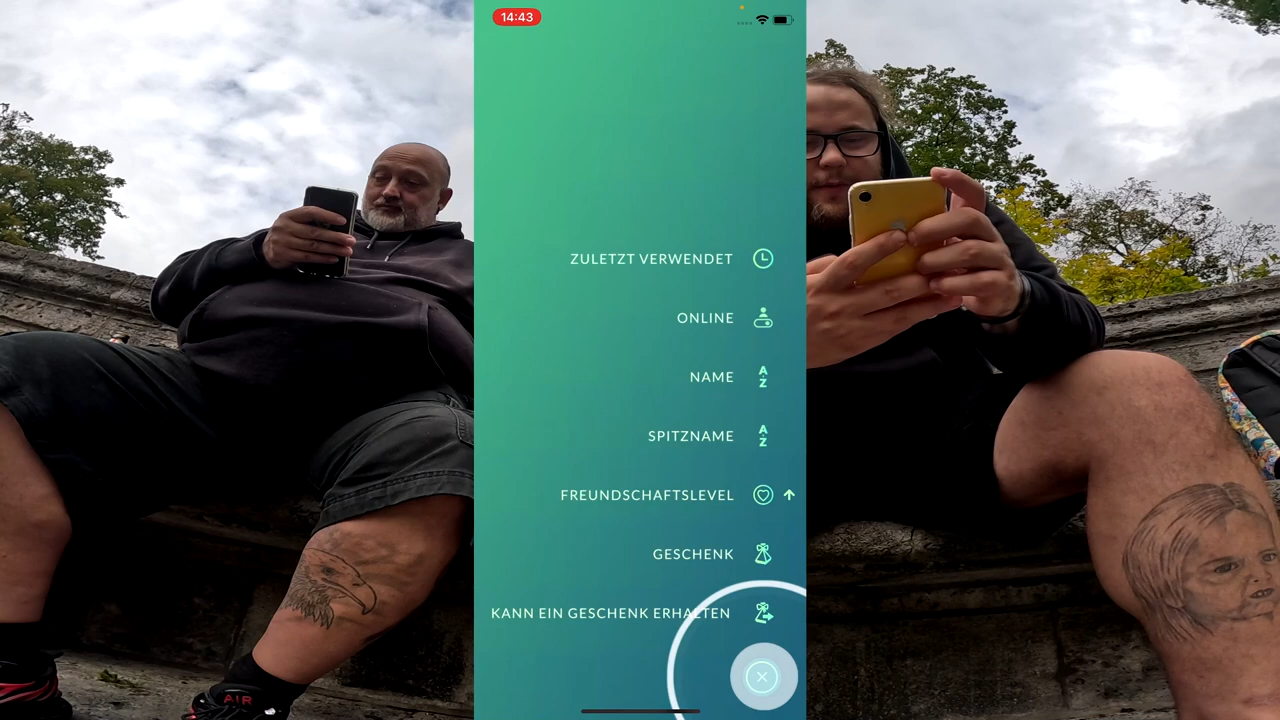 14:43
ZULETZT VERWENDET
ONLINE
NAME
SPITZNAME
FREUNDSCHAFTSLEVEL
GESCHENK
KANN EIN GESCHENK ERHALTEN
AIR